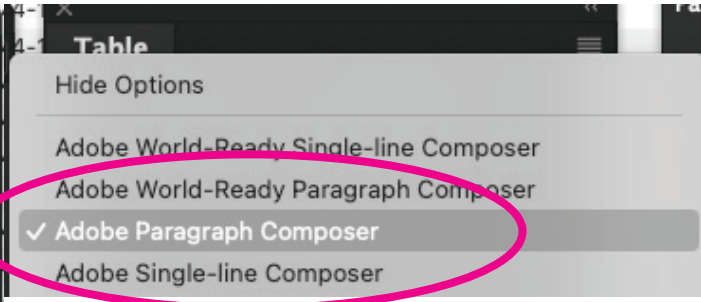 Table
Hide Options
Adobe World-Ready Single-line Composer
Adobe World-Ready Paragraph Composer
✓ Adobe Paragraph Composer
Adobe Single-line Composer